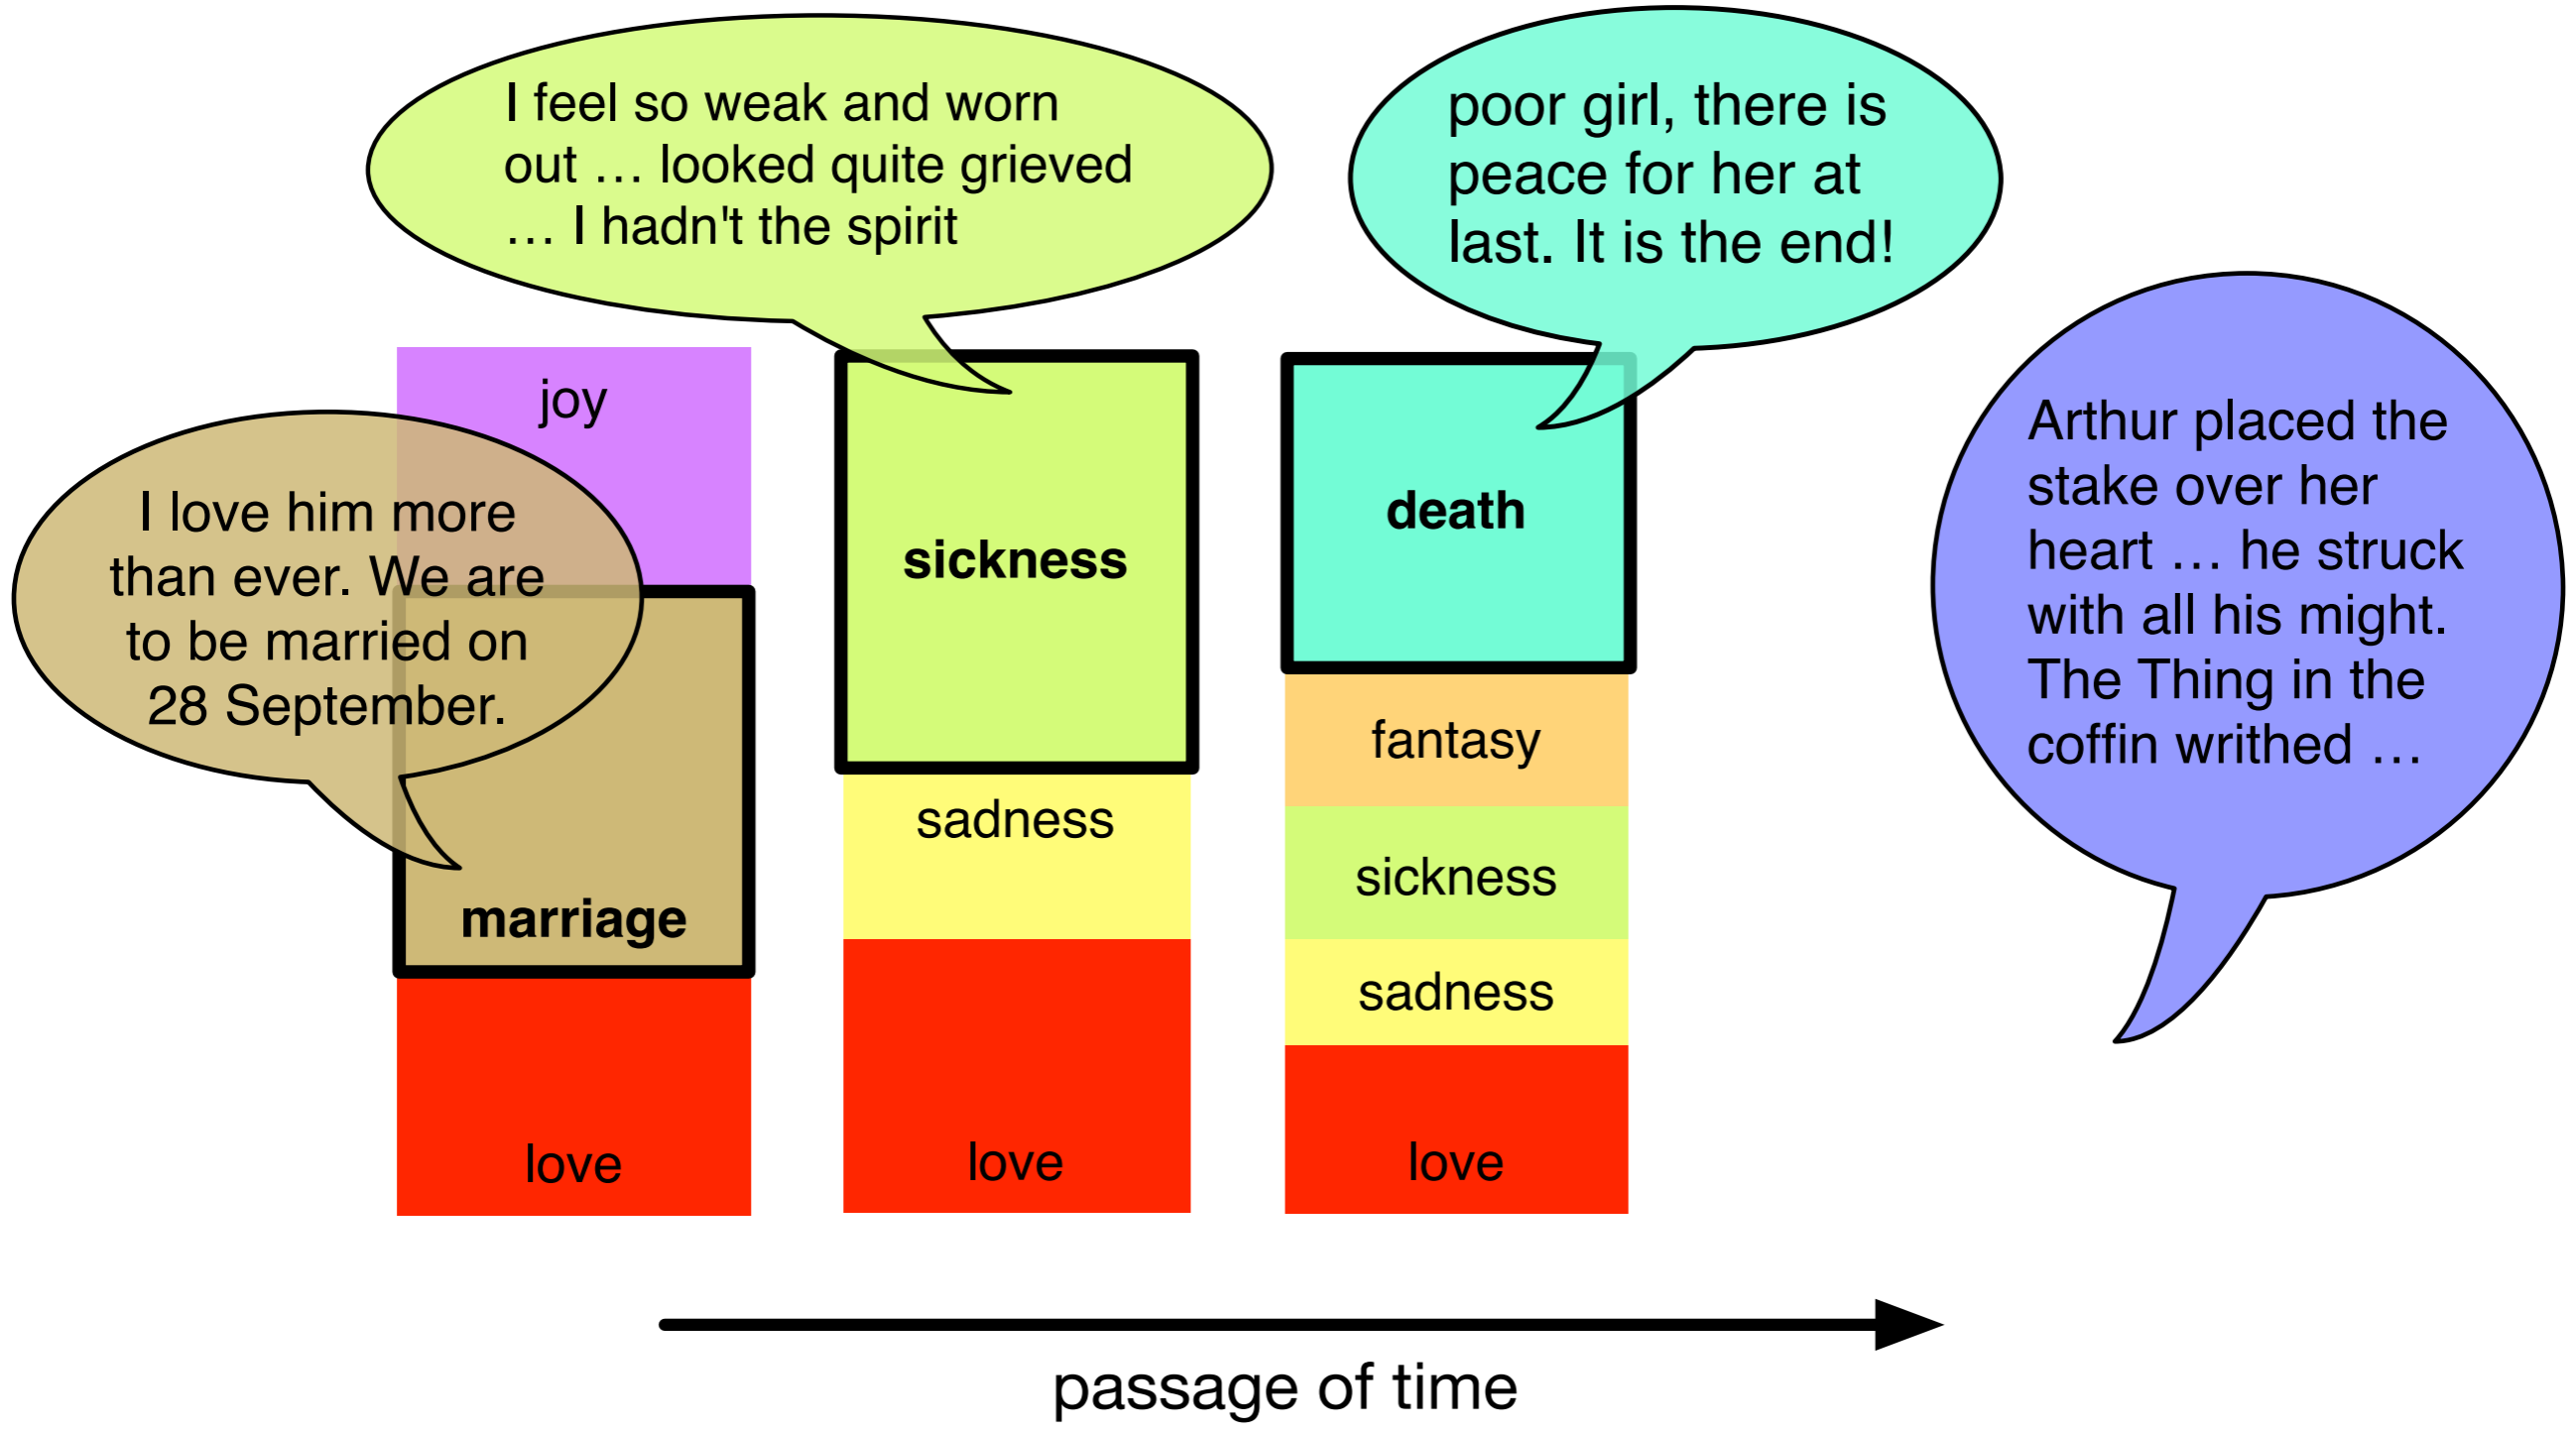 I feel so weak and worn
out … looked quite grieved
… I hadn't the spirit
poor girl, there is
peace for her at
last. It is the end!
Arthur placed the
stake over her
heart … he struck
with all his might.
The Thing in the
coffin writhed …
I love him more
than ever. We are
to be married on
28 September.
joy
marriage
love
sickness
sadness
love
death
fantasy
sickness
sadness
love
passage of time